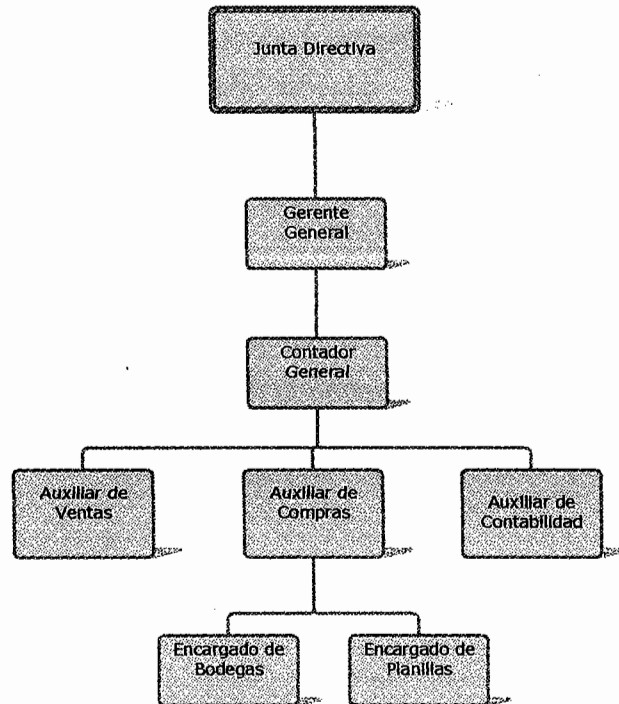 Junta Directiva
Gerente
General
Contador
General
Auxiliar de
Ventas
Auxiliar de
Compras
Auxiliar de
Contabilidad
Encargado de
Bodegas
Encargado de
Planillas